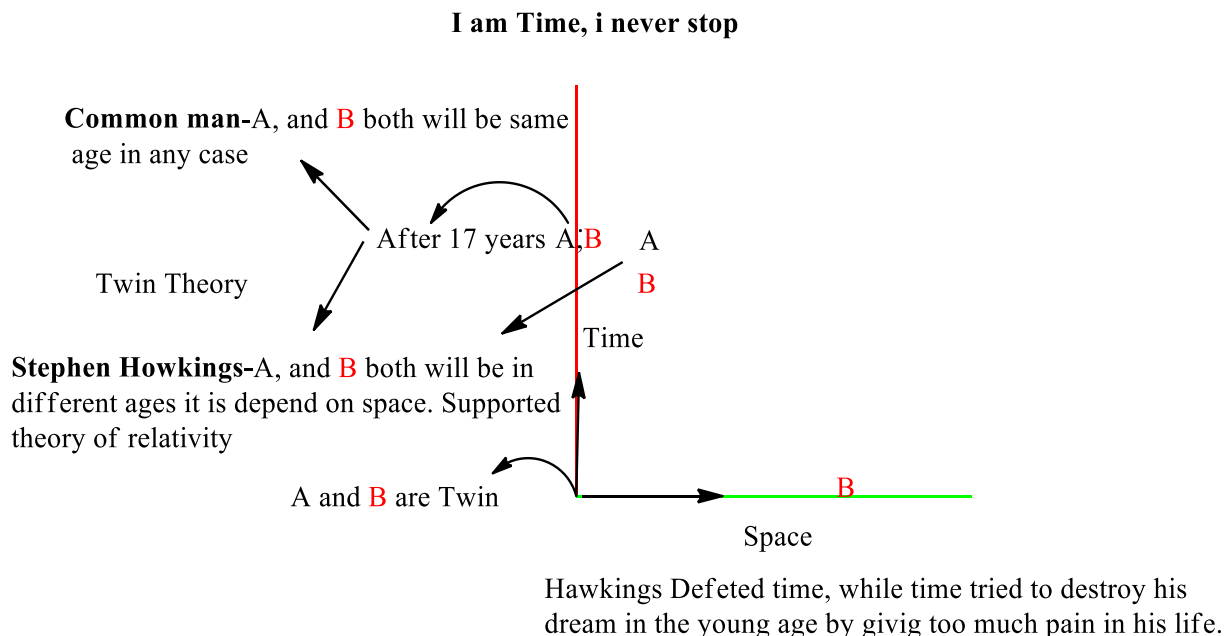 I am Time, i never stop
Common man-A, and B both will be same
age in any case
After 17 years A;B
A
B
Twin Theory
Time
Stephen Howkings-A, and B both will be in
different ages it is depend on space. Supported
theory of relativity
A and B are Twin
B
Space
Hawkings Defeted time, while time tried to destroy his
dream in the young age by givig too much pain in his life.